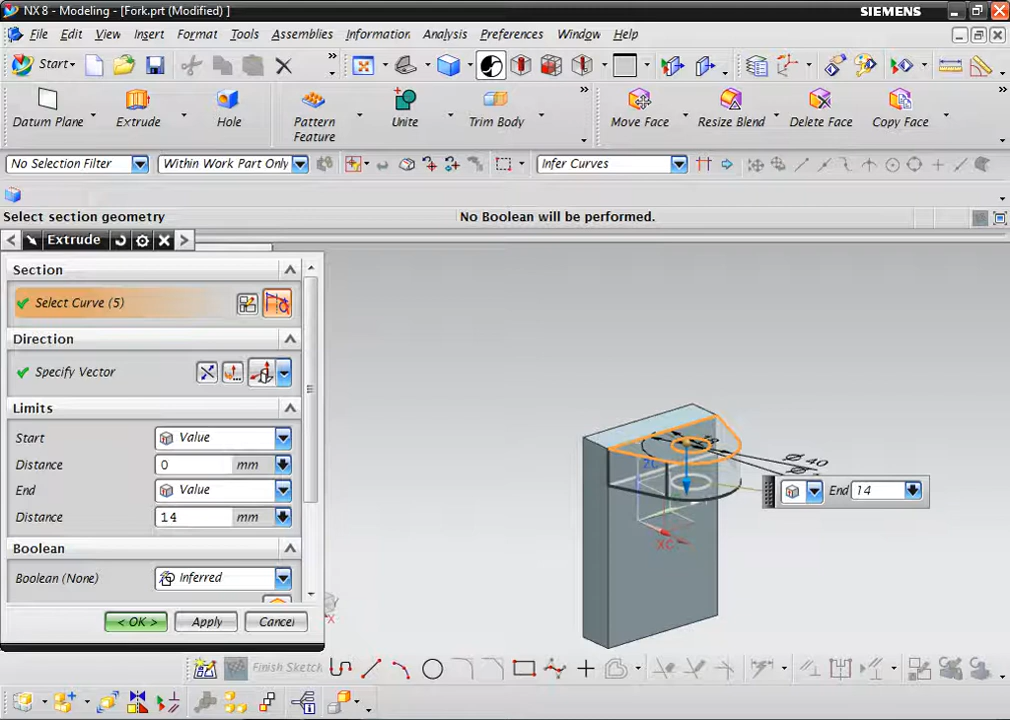 NX 8 - Modeling - [Fork.prt (Modified) ]
SIEMENS
File Edit View Insert Format Tools Assemblies Information Analysis Preferences Window Help
Start
Datum Plane Extrude Hole Pattern Feature Unite Trim Body Move Face Resize Blend Delete Face Copy Face
No Selection Filter Within Work Part Only Infer Curves
Select section geometry No Boolean will be performed.
Extrude
Section
Select Curve (5)
Direction
Specify Vector
Limits
Start Value
Distance 0 mm
End Value
Distance 14 mm
Boolean
Boolean (None) Inferred
< OK > Apply Cancel
Ø 40
XC
End 14
X
Finish Sketch